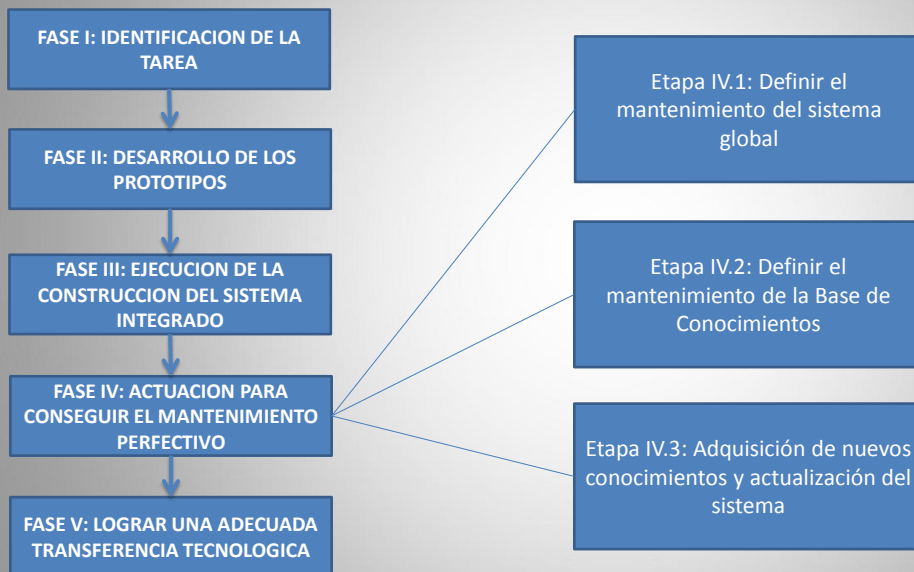 FASE I: IDENTIFICACION DE LA
TAREA
FASE II: DESARROLLO DE LOS
PROTOTIPOS
FASE III: EJECUCION DE LA
CONSTRUCCION DEL SISTEMA
INTEGRADO
FASE IV: ACTUACION PARA
CONSEGUIR EL MANTENIMIENTO
PERFECTIVO
FASE V: LOGRAR UNA ADECUADA
TRANSFERENCIA TECNOLOGICA
Etapa IV.1: Definir el
mantenimiento del sistema
global
Etapa IV.2: Definir el
mantenimiento de la Base de
Conocimientos
Etapa IV.3: Adquisición de nuevos
conocimientos y actualización del
sistema